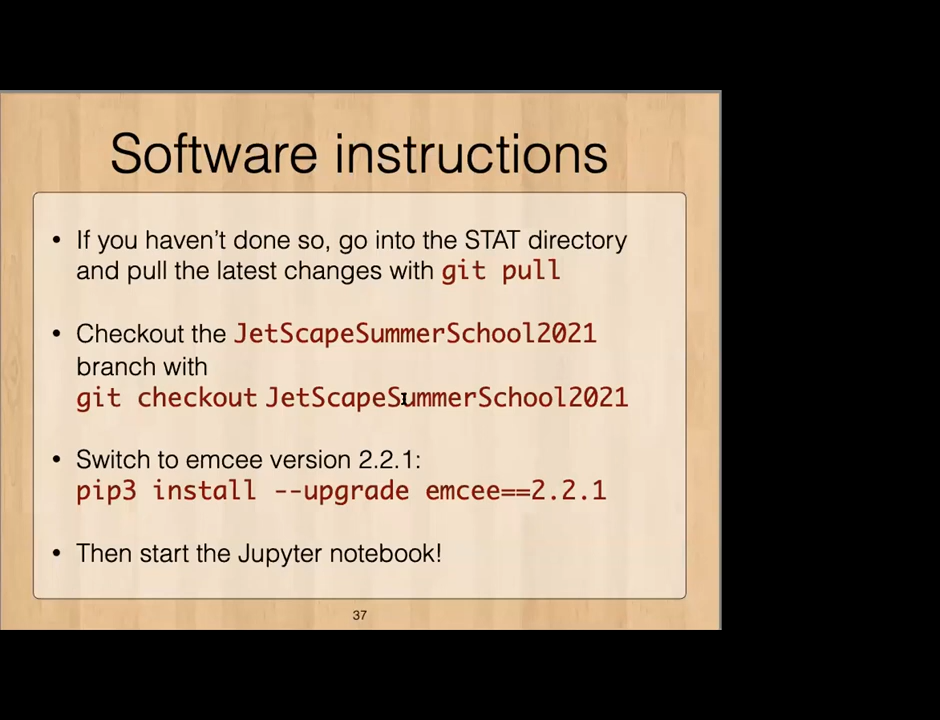 Software instructions
• If you haven't done so, go into the STAT directory
and pull the latest changes with git pull
• Checkout the JetScapeSummerSchool2021
branch with
git checkout JetScapeSummerSchool2021
• Switch to emcee version 2.2.1:
pip3 install --upgrade emcee==2.2.1
• Then start the Jupyter notebook!
37